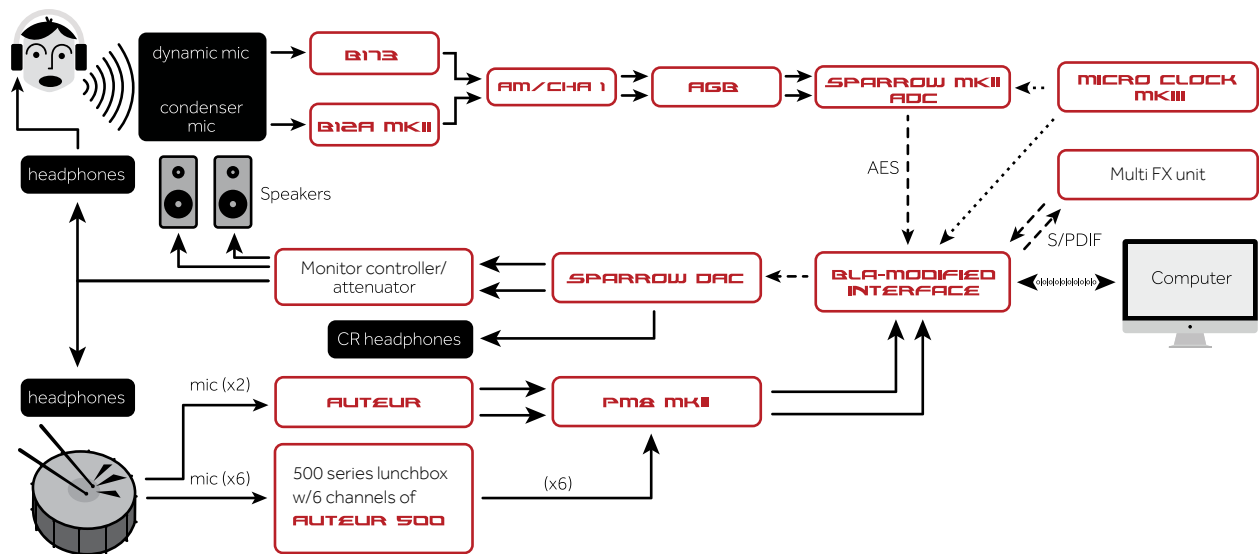 dynamic mic
condenser
mic
B173
B12A MKII
AM/CHA 1
AGB
SPARROW MKII
ADC
MICRO CLOCK
MKIII
headphones
Speakers
AES
Multi FX unit
S/PDIF
Monitor controller/
attenuator
SPARROW DAC
BLA-MODIFIED
INTERFACE
Computer
CR headphones
headphones
mic (x2)
AUTEUR
PM8 MKII
mic (x6)
500 series lunchbox
w/6 channels of
AUTEUR 500
(x6)